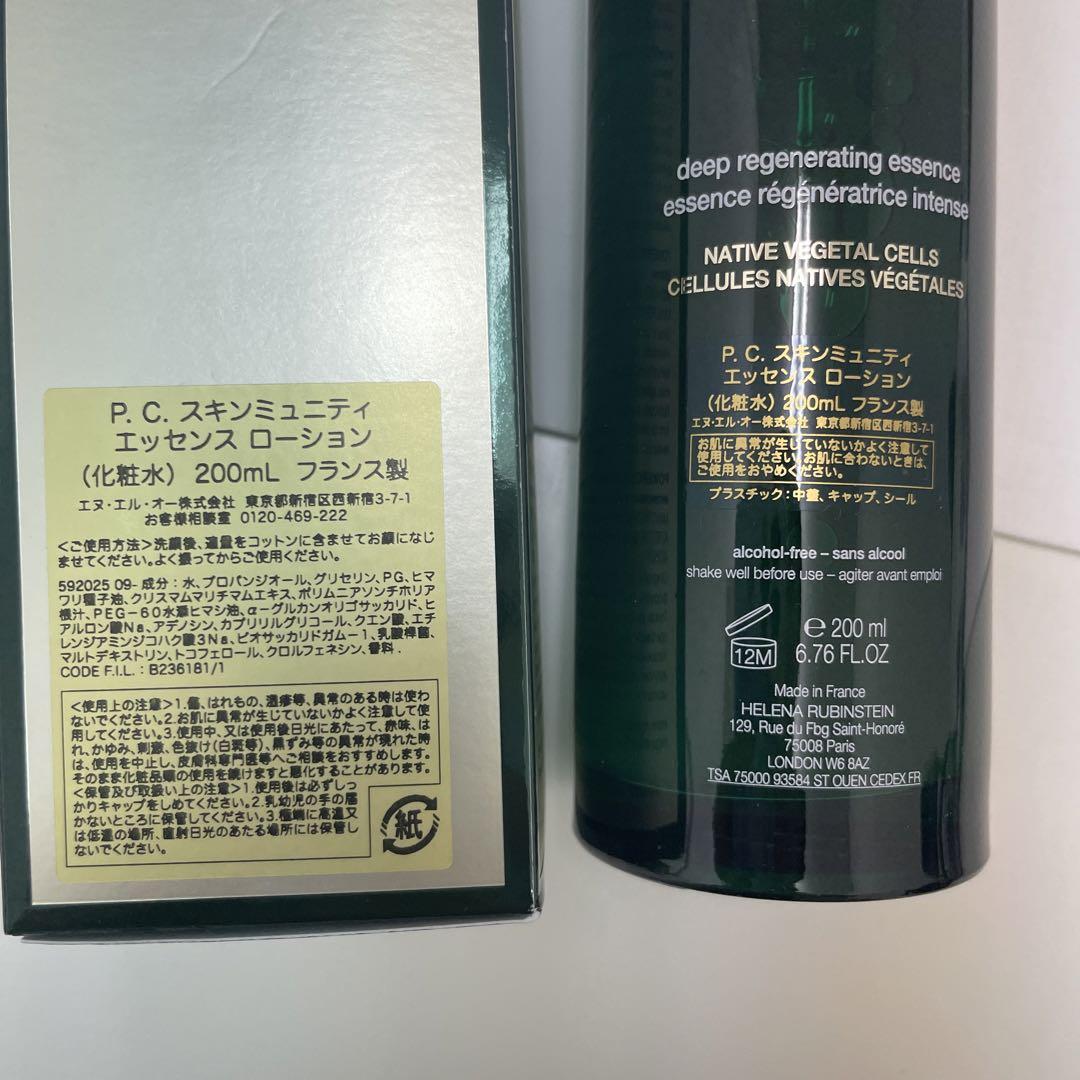 P. C. スキンミュニティ
エッセンス ローション
(化粧水) 200mL フランス製
エヌ・エル・オー株式会社 東京都新宿区西新宿3-7-1
お客様相談室 0120-469-222
<ご使用方法>洗顔後、適量をコットンに含ませてお顔になじ
ませてください。よく振ってからご使用ください。
592025 09- 成分：水、プロパンジオール、グリセリン、PG、ヒマ
ワリ種子油、クリスマムマリチマムエキス、ポリムニアソンチホリア
根汁、PEG-60水添ヒマシ油、α-グルカンオリゴサッカリド、ヒ
アルロン酸Na、アデノシン、カプリリルグリコール、クエン酸、エチ
レンジアミンジコハク酸3Na、ビオサッカリドガム-1、乳酸桿菌、
マルトデキストリン、トコフェロール、クロルフェネシン、香料.
CODE F.I.L. : B236181/1
<使用上の注意>1.傷、はれもの、湿疹等、異常のある時は使わ
ないでください。2.お肌に異常が生じていないかよく注意して使
用してください。3.使用中、又は使用後日光にあたって、赤味、は
れ、かゆみ、刺激、色抜け(白斑等)、黒ずみ等の異常が現れた時
は、使用を中止し、皮膚科専門医等へご相談をおすすめします。
そのまま化粧品類の使用を続けますと悪化することがあります。
<保管及び取扱い上の注意>1.使用後は必ずしっ
かりキャップをしめてください。2.乳幼児の手の届
かないところに保管してください。3.極端に高温又
は低温の場所、直射日光のあたる場所には保管し
ないでください。
紙
deep regenerating essence
essence régénératrice intense
NATIVE VEGETAL CELLS
CELLULES NATIVES VÉGÉTALES
P. C. スキンミュニティ
エッセンス ローション
(化粧水) 200mL フランス製
エヌ・エル・オー株式会社 東京都新宿区西新宿3-7-1
お肌に異常が生じていないかよく注意して
使用してください。お肌に合わないときは、
ご使用をおやめください。
プラスチック：中蓋、キャップ、シール
alcohol-free – sans alcool
shake well before use – agiter avant emploi
12M
e 200 ml
6.76 FL.OZ
Made in France
HELENA RUBINSTEIN
129, Rue du Fbg Saint-Honoré
75008 Paris
LONDON W6 8AZ
TSA 75000 93584 ST OUEN CEDEX FR